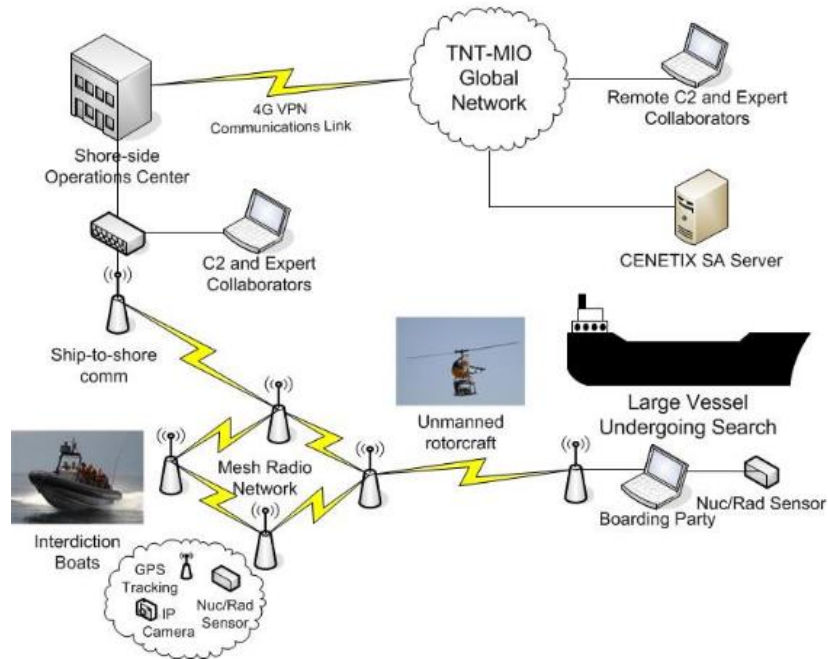 TNT-MIO
Global
Network
4G VPN
Communications Link
Remote C2 and Expert
Collaborators
Shore-side
Operations Center
CENETIX SA Server
C2 and Expert
Collaborators
Ship-to-shore
comm
Unmanned
rotorcraft
Large Vessel
Undergoing Search
Mesh Radio
Network
Boarding Party
Nuc/Rad Sensor
Interdiction
Boats
GPS
Tracking
Nuc/Rad
Sensor
IP
Camera